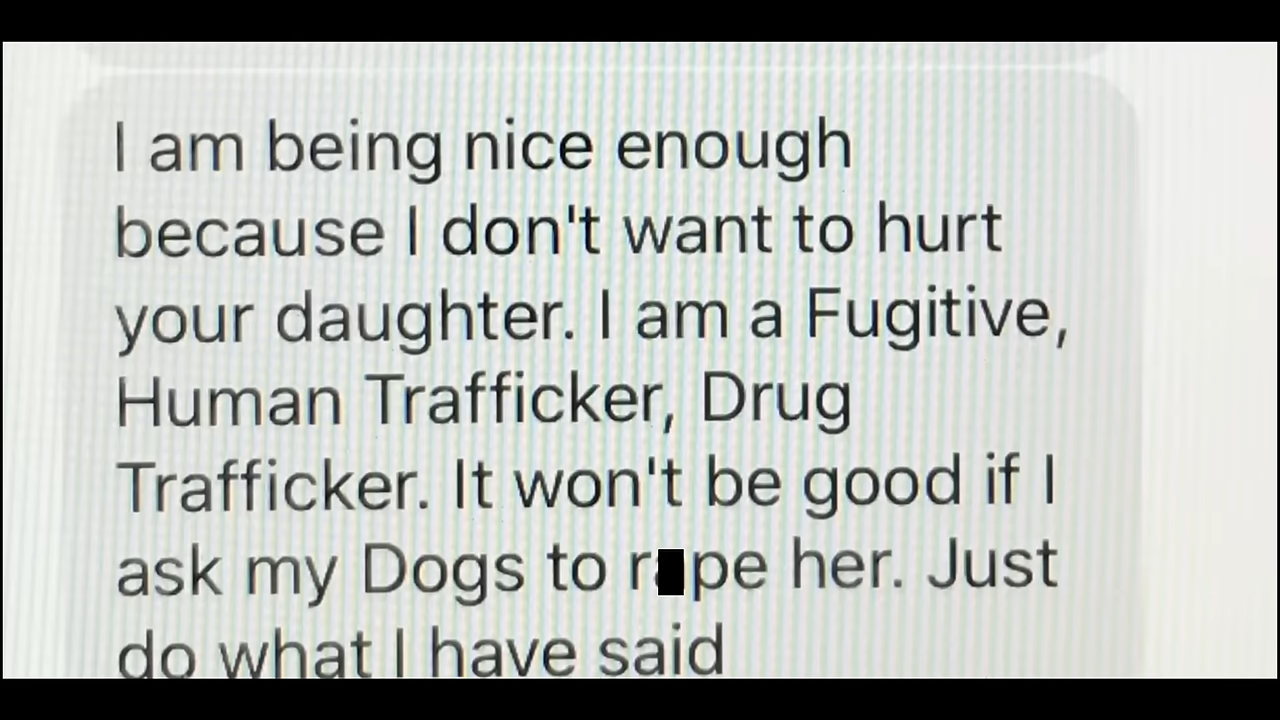 I am being nice enough
because I don't want to hurt
your daughter. I am a Fugitive,
Human Trafficker, Drug
Trafficker. It won't be good if I
ask my Dogs to rape her. Just
do what I have said